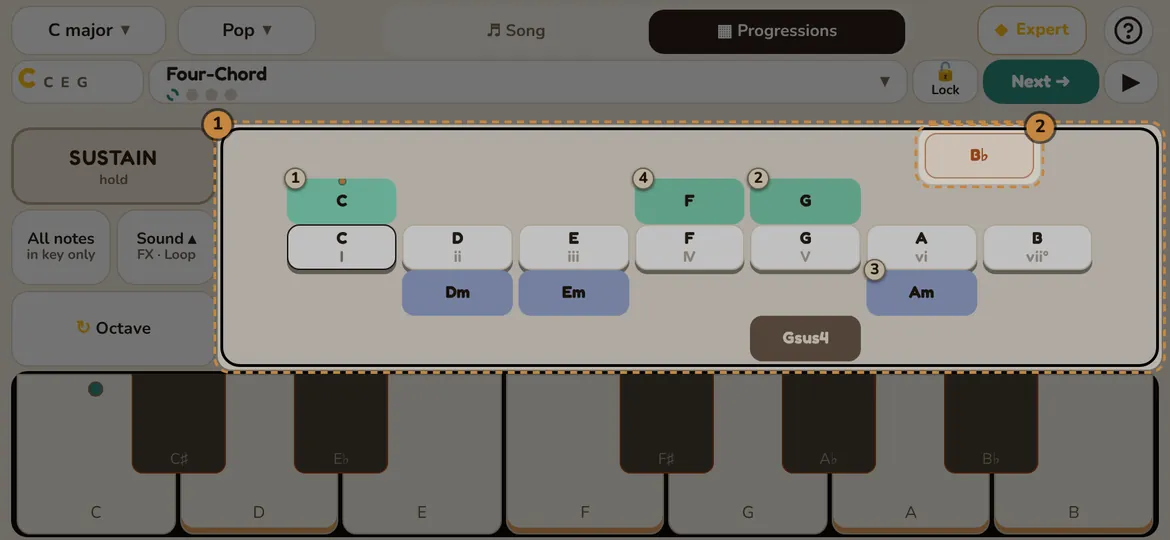 C major ▼
Pop ▼
♬ Song
▦ Progressions
◆ Expert
?
C C E G
Four-Chord
▼
🔓
Lock
Next →
▶
1
2
SUSTAIN
hold
B♭
1
4
2
C
F
G
All notes
in key only
Sound ▴
FX · Loop
C
D
E
F
G
A
B
I
ii
iii
IV
V
vi
vii°
3
Dm
Em
Am
↻ Octave
Gsus4
C♯
E♭
F♯
A♭
B♭
C
D
E
F
G
A
B